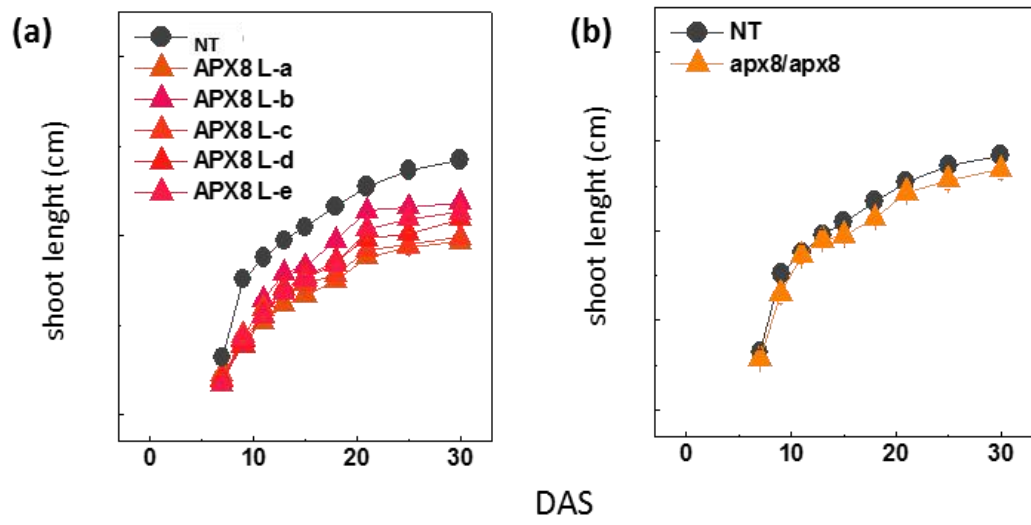 (a)
NT
APX8 L-a
APX8 L-b
APX8 L-c
APX8 L-d
APX8 L-e
shoot lenght (cm)
0 10 20 30
(b)
NT
apx8/apx8
shoot lenght (cm)
0 10 20 30
DAS